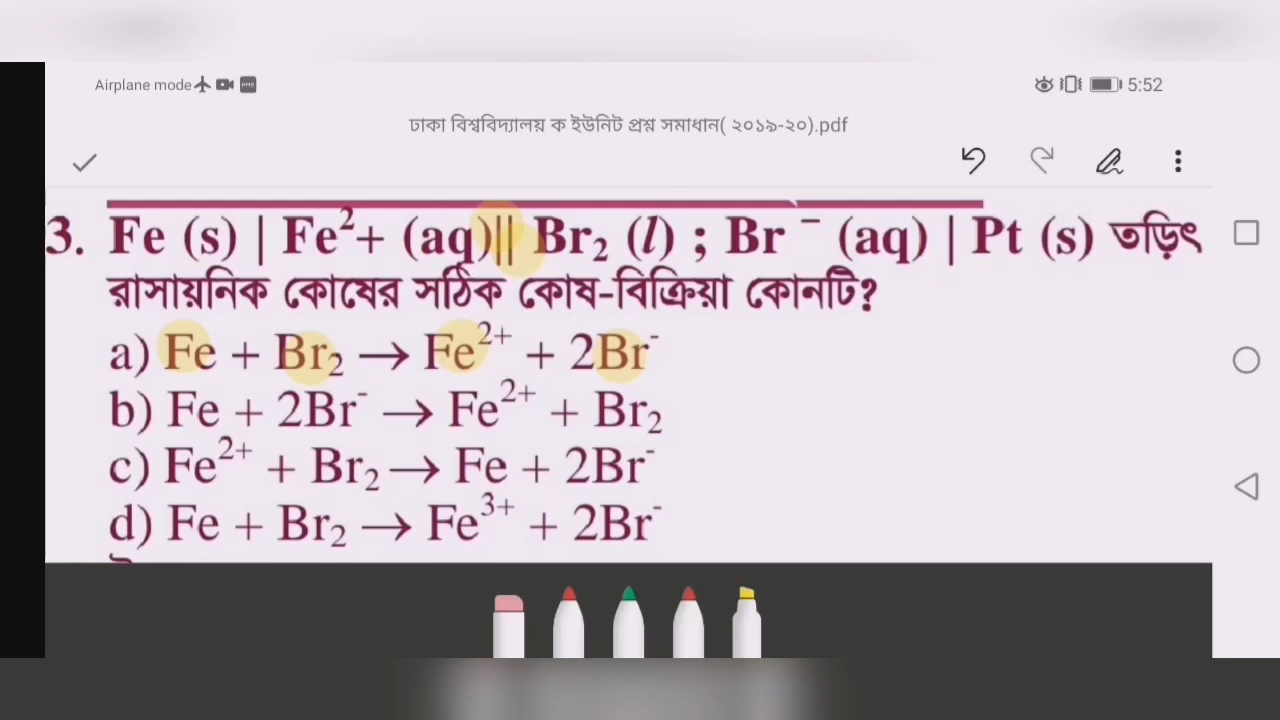 Airplane mode 5:52
ঢাকা বিশ্ববিদ্যালয় ক ইউনিট প্রশ্ন সমাধান( ২০১৯-২০).pdf
3. Fe (s) | Fe²+ (aq)|| Br₂ (l) ; Br ⁻ (aq) | Pt (s) তড়িৎ
রাসায়নিক কোষের সঠিক কোষ-বিক্রিয়া কোনটি?
a) Fe + Br₂ → Fe²⁺ + 2Br⁻
b) Fe + 2Br⁻ → Fe²⁺ + Br₂
c) Fe²⁺ + Br₂ → Fe + 2Br⁻
d) Fe + Br₂ → Fe³⁺ + 2Br⁻